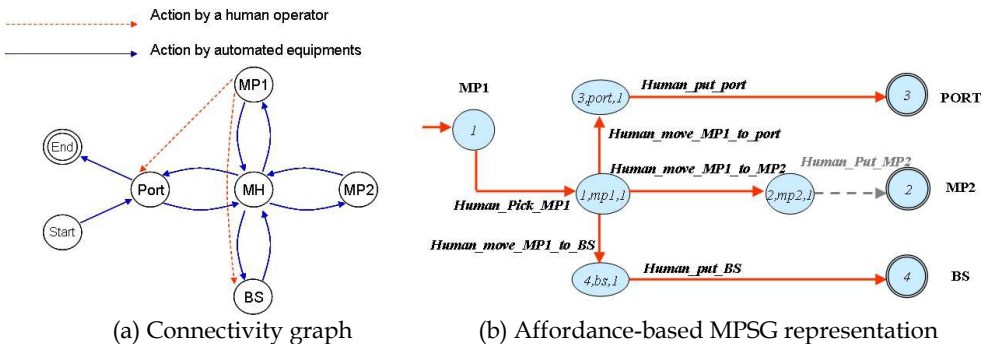 Action by a human operator
Action by automated equipments
MP1
End
Port
MH
MP2
Start
BS
(a) Connectivity graph
MP1
1
3,port,1
Human_put_port
3
PORT
Human_move_MP1_to_port
Human_move_MP1_to_MP2
Human_Put_MP2
Human_Pick_MP1
1,mp1,1
2,mp2,1
2
MP2
Human_move_MP1_to_BS
4,bs,1
Human_put_BS
4
BS
(b) Affordance-based MPSG representation